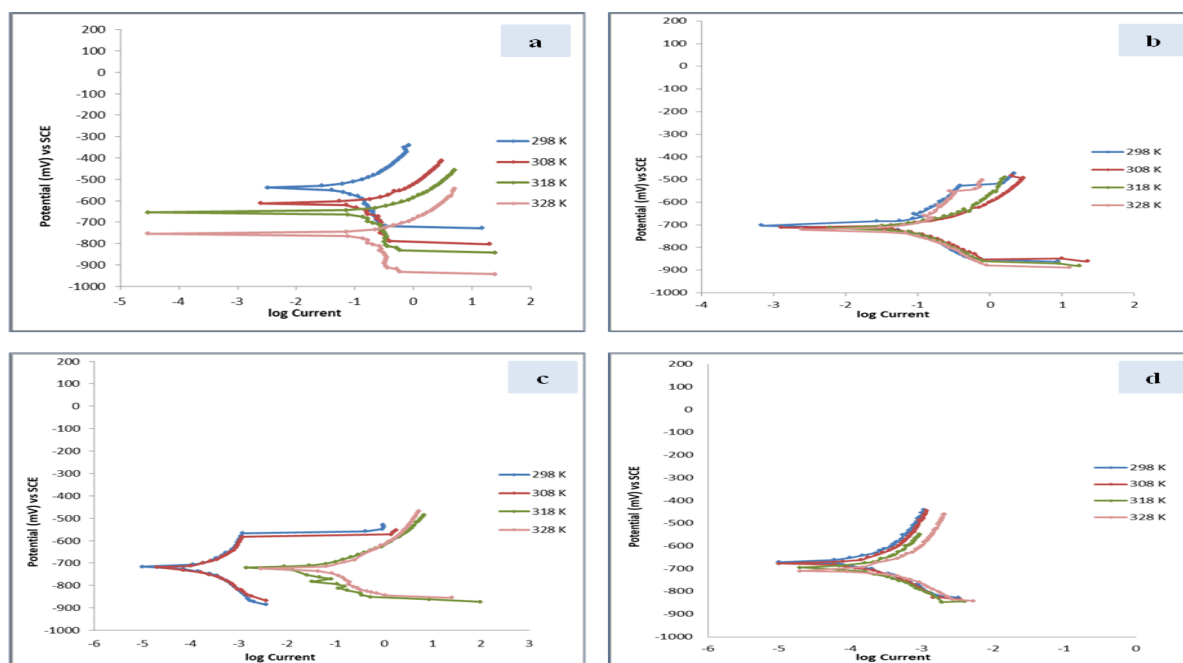 a
200
100
0
-100
-200
-300
-400
-500
-600
-700
-800
-900
-1000
Potential (mV) vs SCE
-5 -4 -3 -2 -1 0 1 2
log Current
298 K
308 K
318 K
328 K
b
200
100
0
-100
-200
-300
-400
-500
-600
-700
-800
-900
-1000
Potential (mV) vs SCE
-4 -3 -2 -1 0 1 2
log Current
298 K
308 K
318 K
328 K
c
200
100
0
-100
-200
-300
-400
-500
-600
-700
-800
-900
-1000
Potential (mV) vs SCE
-6 -5 -4 -3 -2 -1 0 1 2 3
log Current
298 K
308 K
318 K
328 K
d
200
100
0
-100
-200
-300
-400
-500
-600
-700
-800
-900
-1000
Potential (mV) vs SCE
-5 -4 -3 -2 -1 0
log Current
298 K
308 K
318 K
328 K